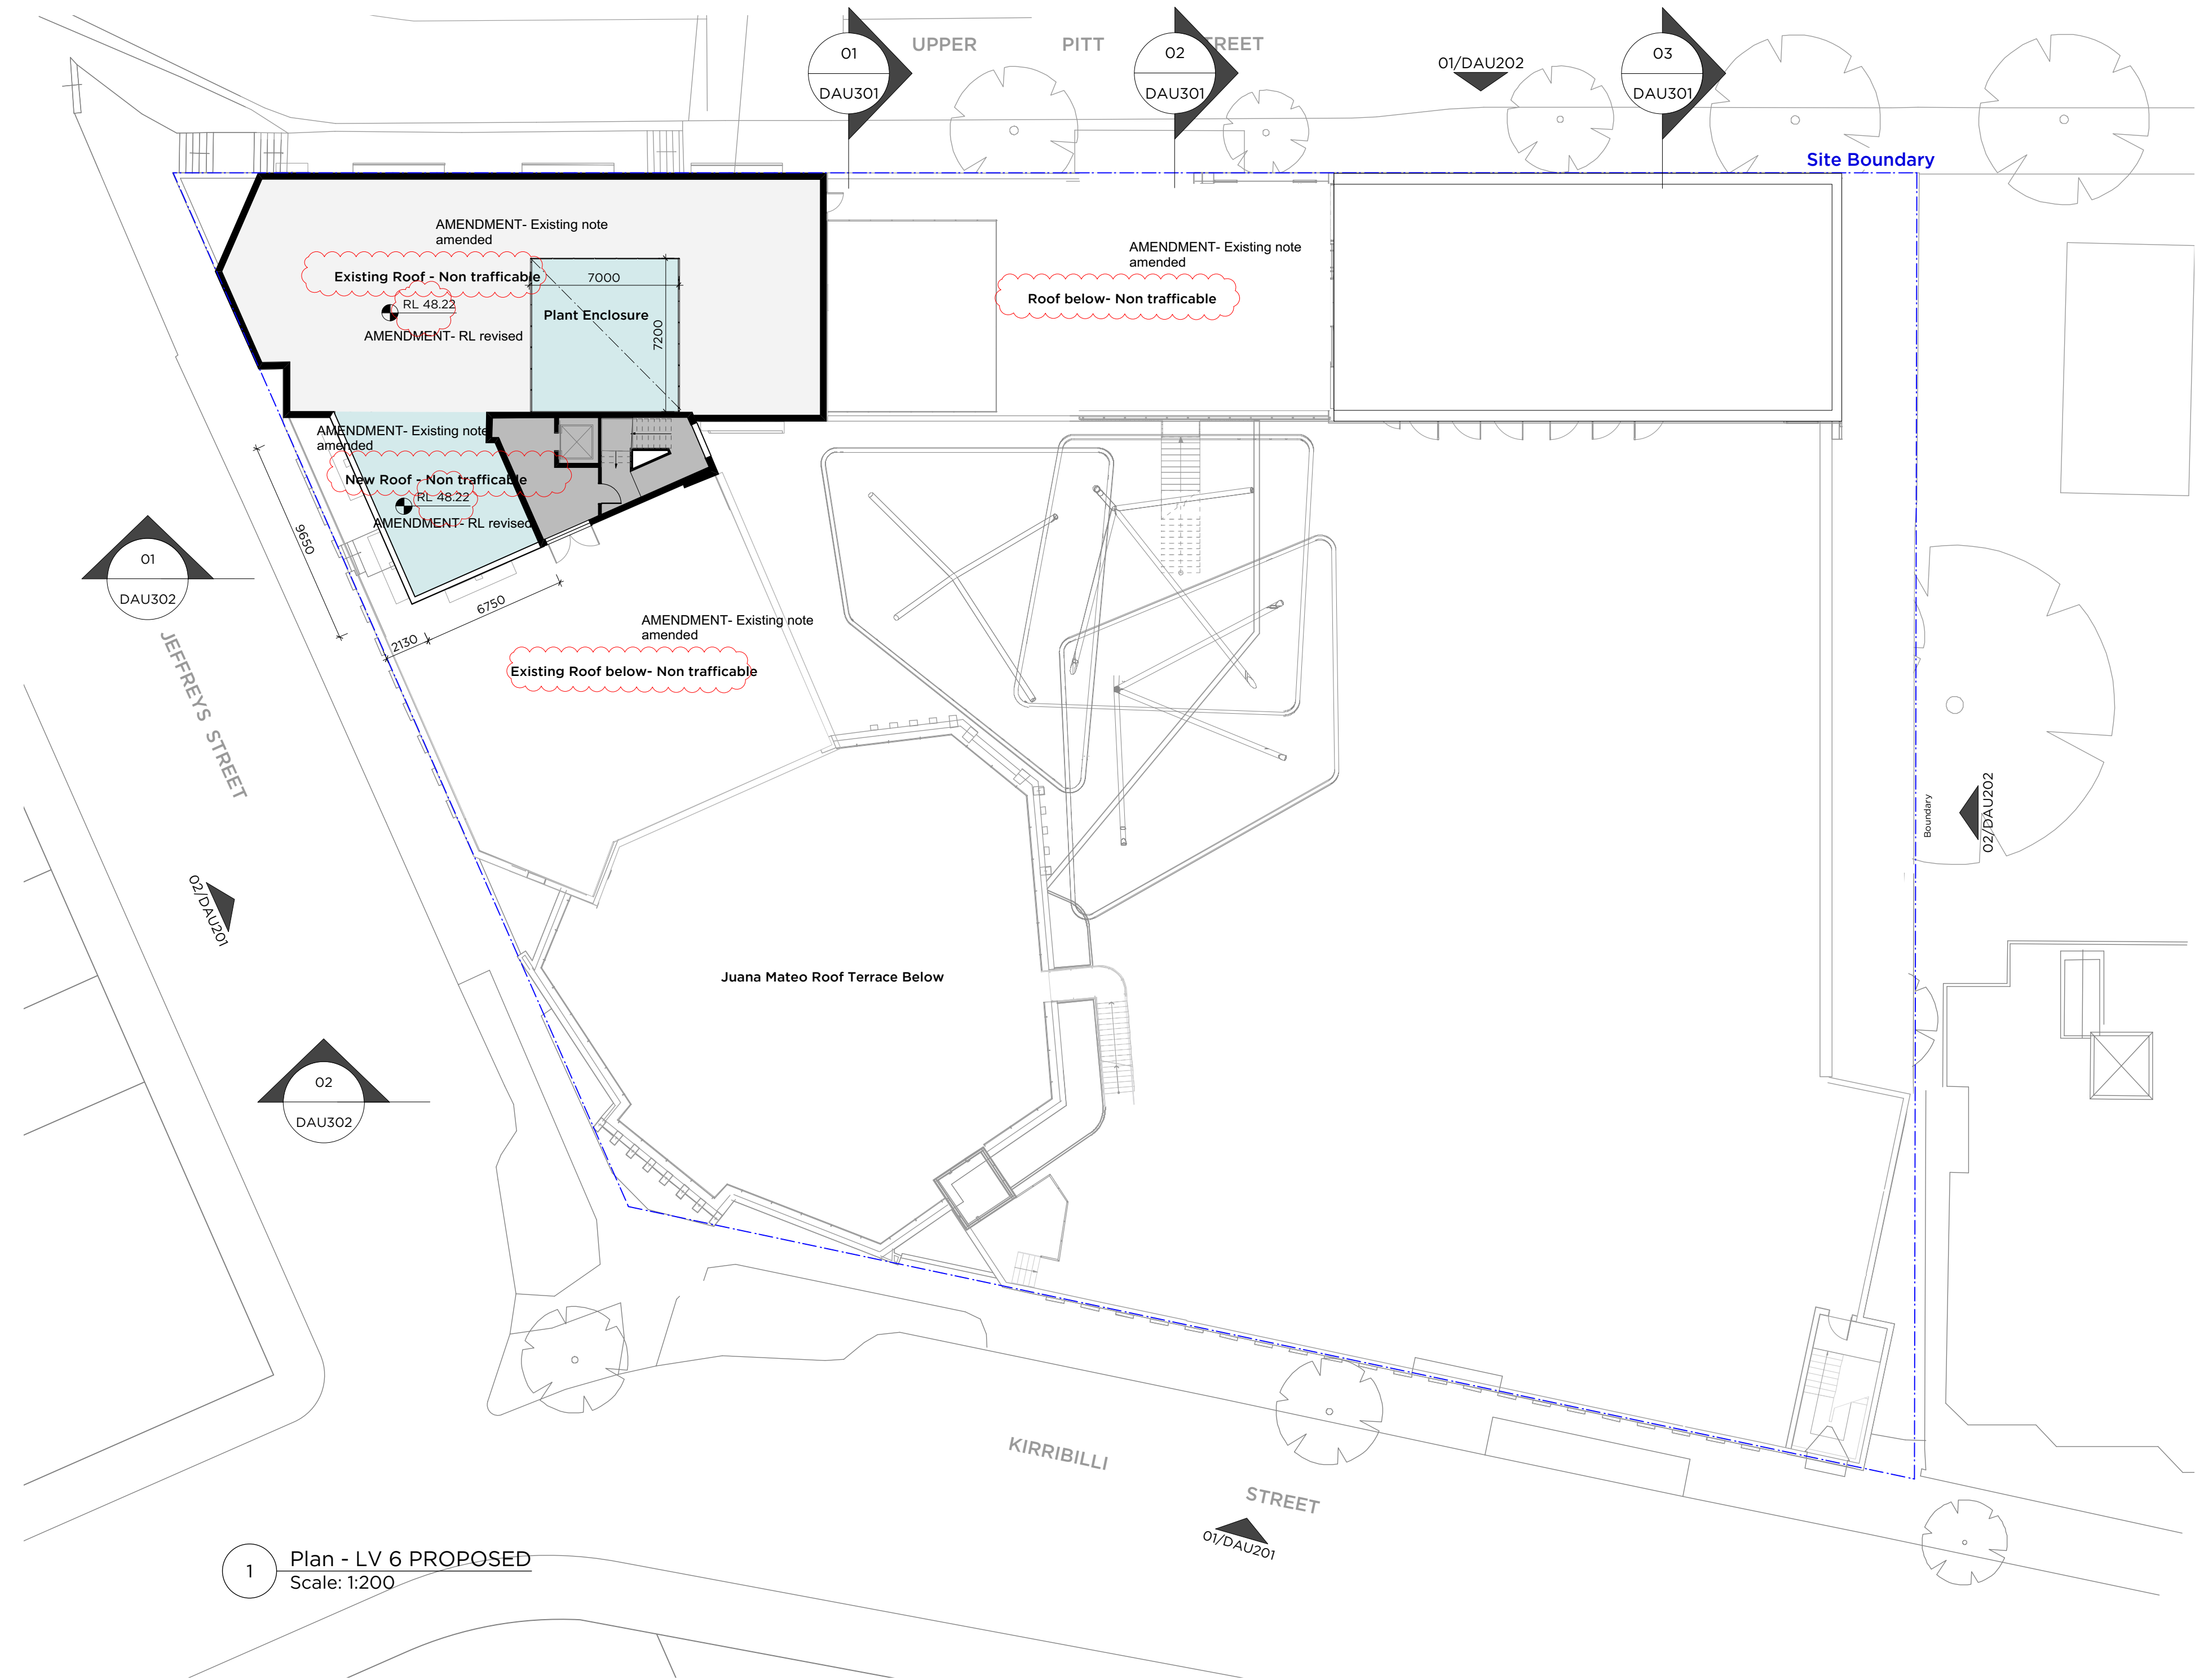 01
DAU301
UPPER PITT
02
DAU301
REET
01/DAU202
03
DAU301
Site Boundary
AMENDMENT- Existing note
amended
Existing Roof - Non trafficable
RL 48.22
AMENDMENT- RL revised
7000
Plant Enclosure
7200
AMENDMENT- Existing note
amended
Roof below- Non trafficable
AMENDMENT- Existing note
amended
New Roof - Non trafficable
RL 48.22
AMENDMENT- RL revised
9650
6750
2130
01
DAU302
JEFFREYS STREET
AMENDMENT- Existing note
amended
Existing Roof below- Non trafficable
Boundary
02/DAU202
02/DAU201
Juana Mateo Roof Terrace Below
02
DAU302
KIRRIBILLI
STREET
01/DAU201
1
Plan - LV 6 PROPOSED
Scale: 1:200